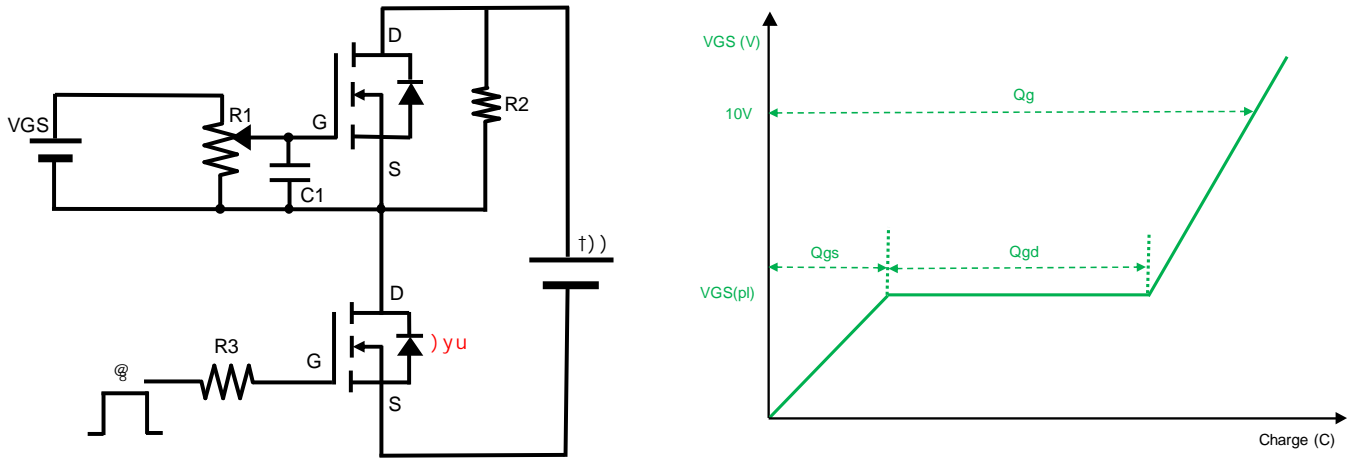 D
R2
VGS
R1
G
S
C1
D
R3
G
S
VGS (V)
Qg
10V
Qgs
Qgd
VGS(pl)
Charge (C)